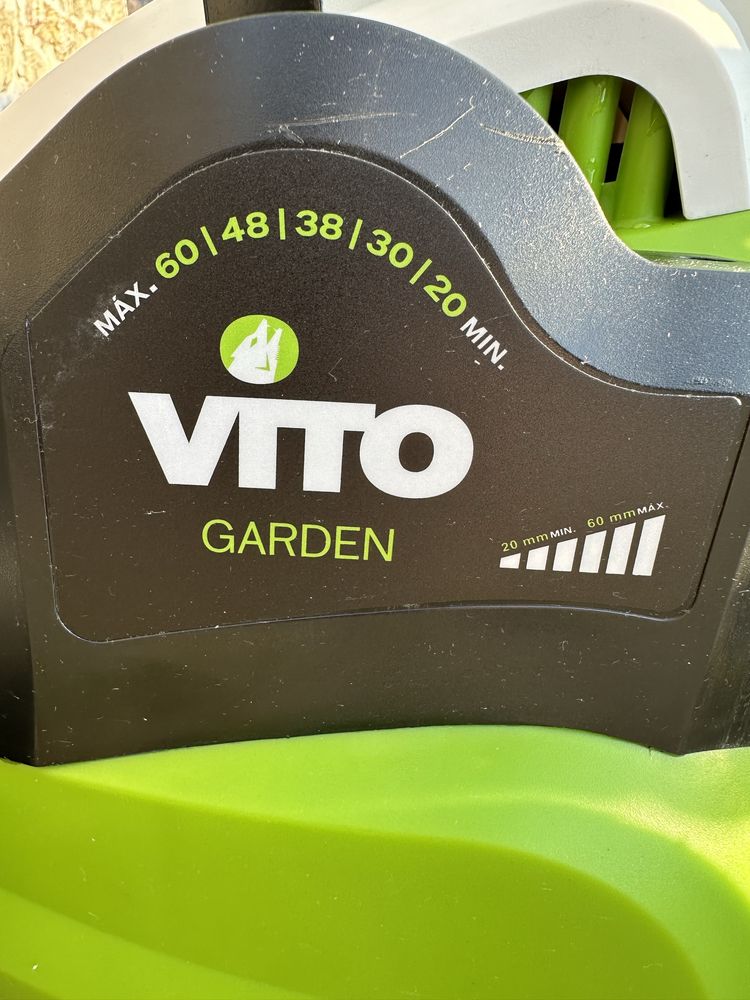 MÁX. 60 | 48 | 38 | 30 | 20 MIN.
VITO
GARDEN
20 mm MIN. 60 mm MÁX.